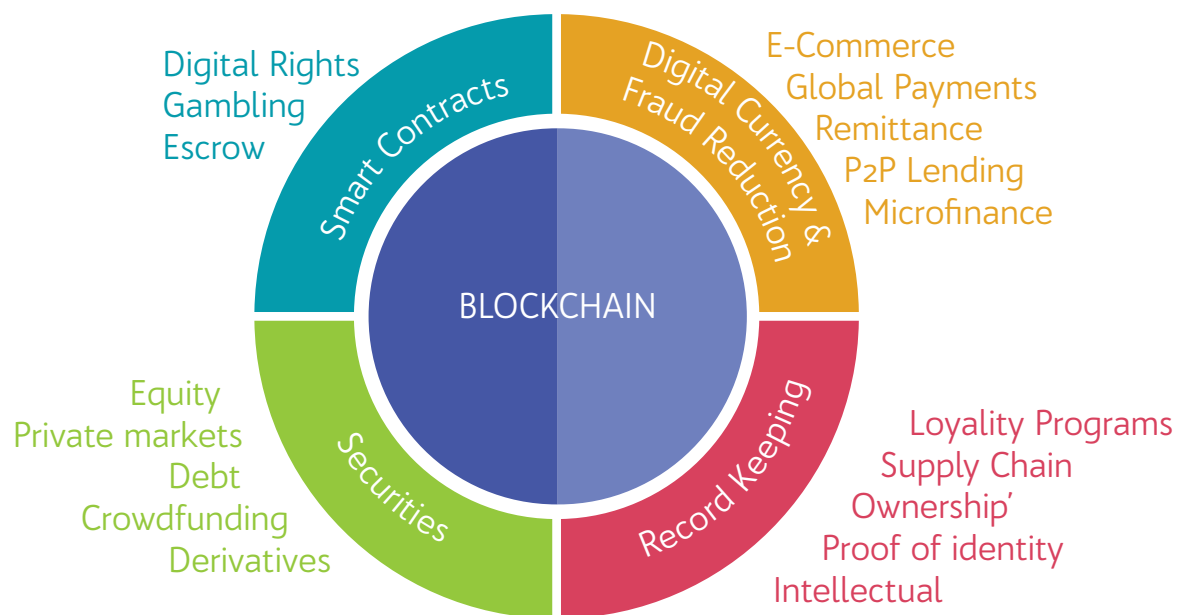 Digital Rights
Gambling
Escrow
Smart Contracts
Digital Currency &
Fraud Reduction
E-Commerce
Global Payments
Remittance
P2P Lending
Microfinance
BLOCKCHAIN
Equity
Private markets
Debt
Crowdfunding
Derivatives
Securities
Record Keeping
Loyality Programs
Supply Chain
Ownership’
Proof of identity
Intellectual